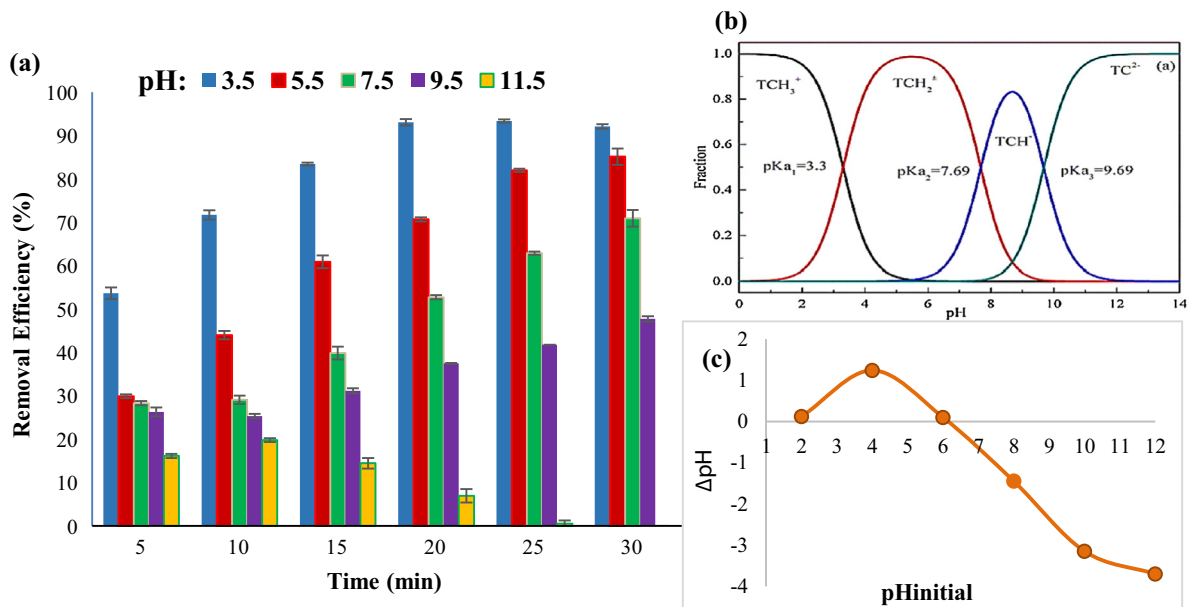 (a)
pH: 3.5 5.5 7.5 9.5 11.5
100
90
80
70
60
50
40
30
20
10
0
Removal Efficiency (%)
5 10 15 20 25 30
Time (min)
(b)
1.0
0.8
0.6
0.4
0.2
0.0
Fraction
TCH₃⁺
TCH₂±
TCH⁻
TC²⁻
(a)
pKa₁=3.3
pKa₂=7.69
pKa₃=9.69
0 2 4 6 8 10 12 14
pH
(c)
2
1
0
-1
-2
-3
-4
ΔpH
1 2 3 4 5 6 7 8 9 10 11 12
pHinitial